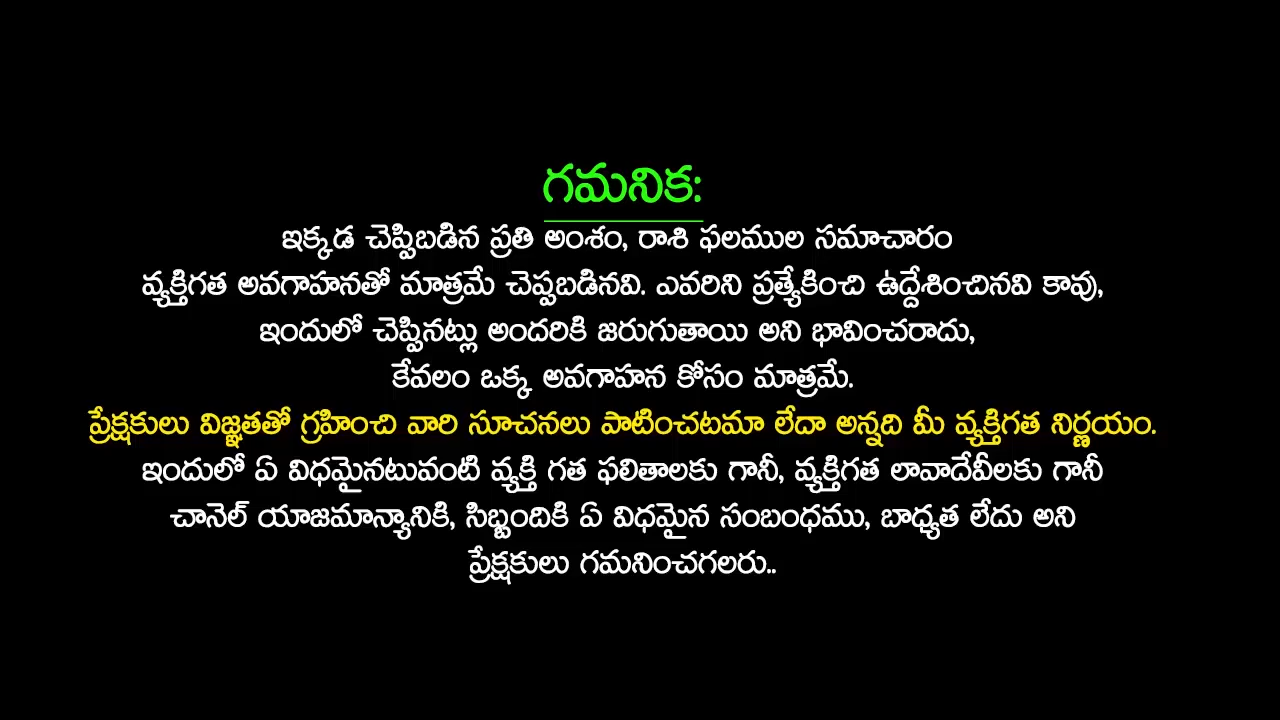 గమనిక:
ఇక్కడ చెప్పిబడిన ప్రతి అంశం, రాశి ఫలముల సమాచారం
వ్యక్తిగత అవగాహనతో మాత్రమే చెప్పబడినవి. ఎవరిని ప్రత్యేకించి ఉద్దేశించినవి కావు,
ఇందులో చెప్పినట్లు అందరికి జరుగుతాయి అని భావించరాదు,
కేవలం ఒక్క అవగాహన కోసం మాత్రమే.
ప్రేక్షకులు విజ్ఞతతో గ్రహించి వారి సూచనలు పాటించటమా లేదా అన్నది మీ వ్యక్తిగత నిర్ణయం.
ఇందులో ఏ విధమైనటువంటి వ్యక్తి గత ఫలితాలకు గానీ, వ్యక్తిగత లావాదేవీలకు గానీ
చానెల్ యాజమాన్యానికి, సిబ్బందికి ఏ విధమైన సంబంధము, బాధ్యత లేదు అని
ప్రేక్షకులు గమనించగలరు..